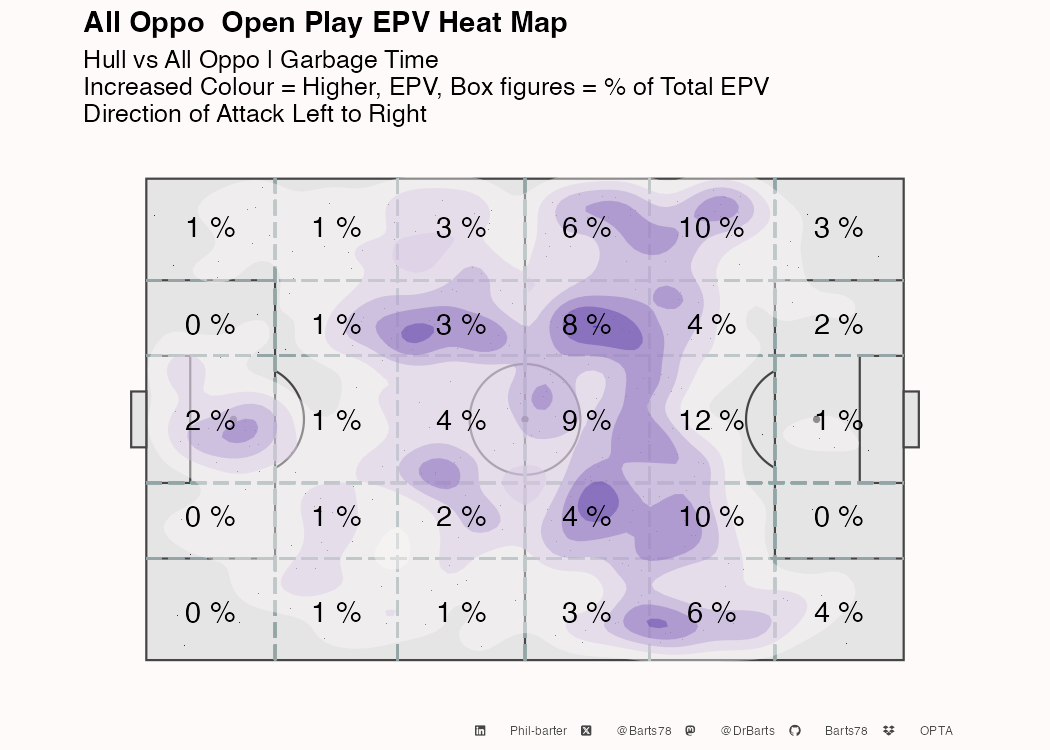 All Oppo  Open Play EPV Heat Map
Hull vs All Oppo | Garbage Time
Increased Colour = Higher, EPV, Box figures = % of Total EPV
Direction of Attack Left to Right
1 % 1 % 3 % 6 % 10 % 3 %
0 % 1 % 3 % 8 % 4 % 2 %
2 % 1 % 4 % 9 % 12 % 1 %
0 % 1 % 2 % 4 % 10 % 0 %
0 % 1 % 1 % 3 % 6 % 4 %
Phil-barter @Barts78 @DrBarts Barts78 OPTA